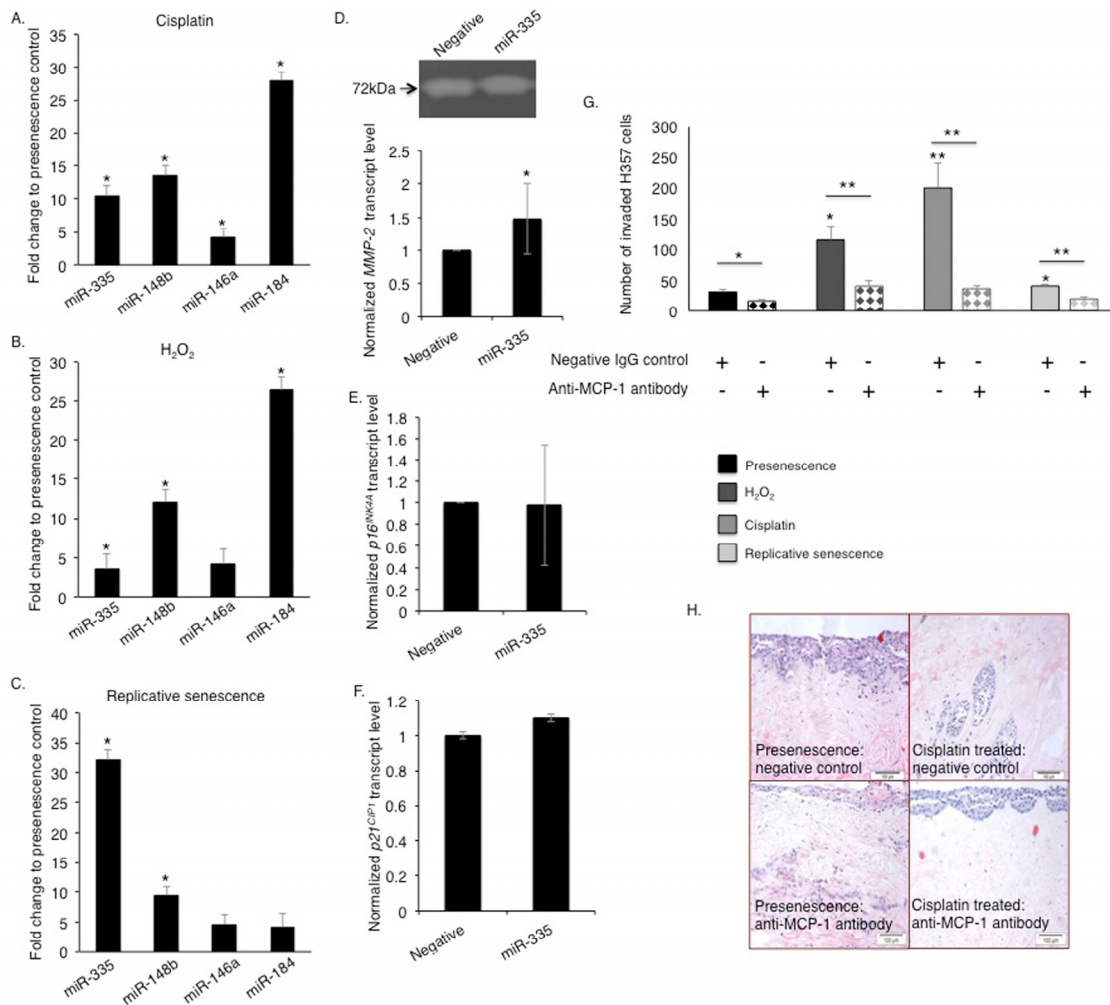 A.
Cisplatin
Fold change to presenescence control
35
30
25
20
15
10
5
0
miR-335
miR-148b
miR-146a
miR-184
*
*
*
*
B.
H₂O₂
Fold change to presenescence control
30
25
20
15
10
5
0
miR-335
miR-148b
miR-146a
miR-184
*
*
*
C.
Replicative senescence
Fold change to presenescence control
40
35
30
25
20
15
10
5
0
miR-335
miR-148b
miR-146a
miR-184
*
*
D.
Negative
miR-335
72kDa
Normalized MMP-2 transcript level
2.5
2
1.5
1
0.5
0
*
Negative
miR-335
E.
Normalized p16^INK4A transcript level
1.8
1.6
1.4
1.2
1
0.8
0.6
0.4
0.2
0
Negative
miR-335
F.
Normalized p21^CIP1 transcript level
1.2
1
0.8
0.6
0.4
0.2
0
Negative
miR-335
G.
Number of invaded H357 cells
300
250
200
150
100
50
0
*
*
**
**
**
*
**
Negative IgG control + - + - + - + -
Anti-MCP-1 antibody - + - + - + - +
Presenescence
H₂O₂
Cisplatin
Replicative senescence
H.
Presenescence:
negative control
Cisplatin treated:
negative control
Presenescence:
anti-MCP-1 antibody
100 µm
Cisplatin treated:
anti-MCP-1 antibody
100 µm